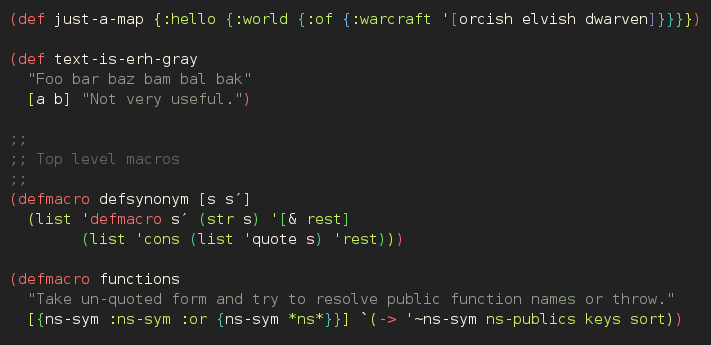 (def just-a-map {:hello {:world {:of {:warcraft '[orcish elvish dwarven]}}}})
(def text-is-erh-gray
"Foo bar baz bam bal bak"
[a b] "Not very useful.")
;;
;; Top level macros
;;
(defmacro defsynonym [s s´]
(list 'defmacro s´ (str s) '[& rest]
(list 'cons (list 'quote s) 'rest)))
(defmacro functions
"Take un-quoted form and try to resolve public function names or throw."
[{ns-sym :ns-sym :or {ns-sym *ns*}}] `(-> '~ns-sym ns-publics keys sort))